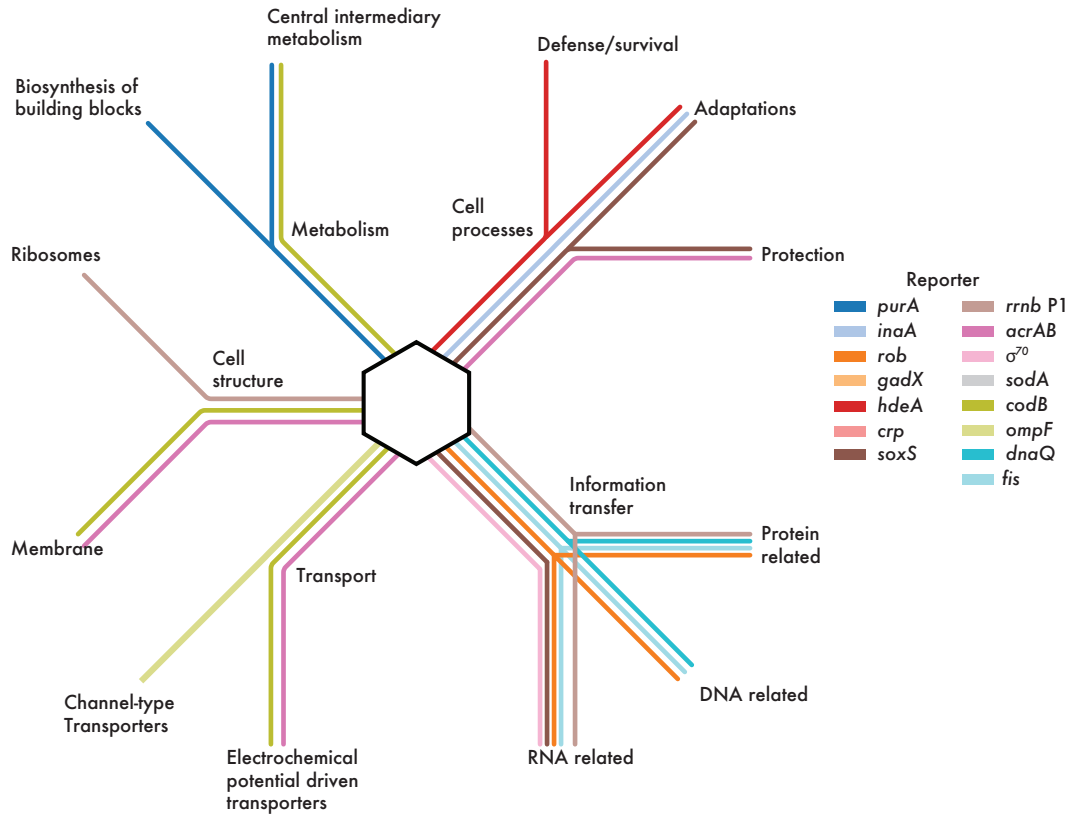 Central intermediary
metabolism
Defense/survival
Biosynthesis of
building blocks
Adaptations
Cell
processes
Metabolism
Ribosomes
Protection
Reporter
purA
inaA
rob
gadX
hdeA
crp
soxS
rrnb P1
acrAB
σ⁷⁰
sodA
codB
ompF
dnaQ
fis
Cell
structure
Information
transfer
Protein
related
Membrane
Transport
DNA related
Channel-type
Transporters
RNA related
Electrochemical
potential driven
transporters